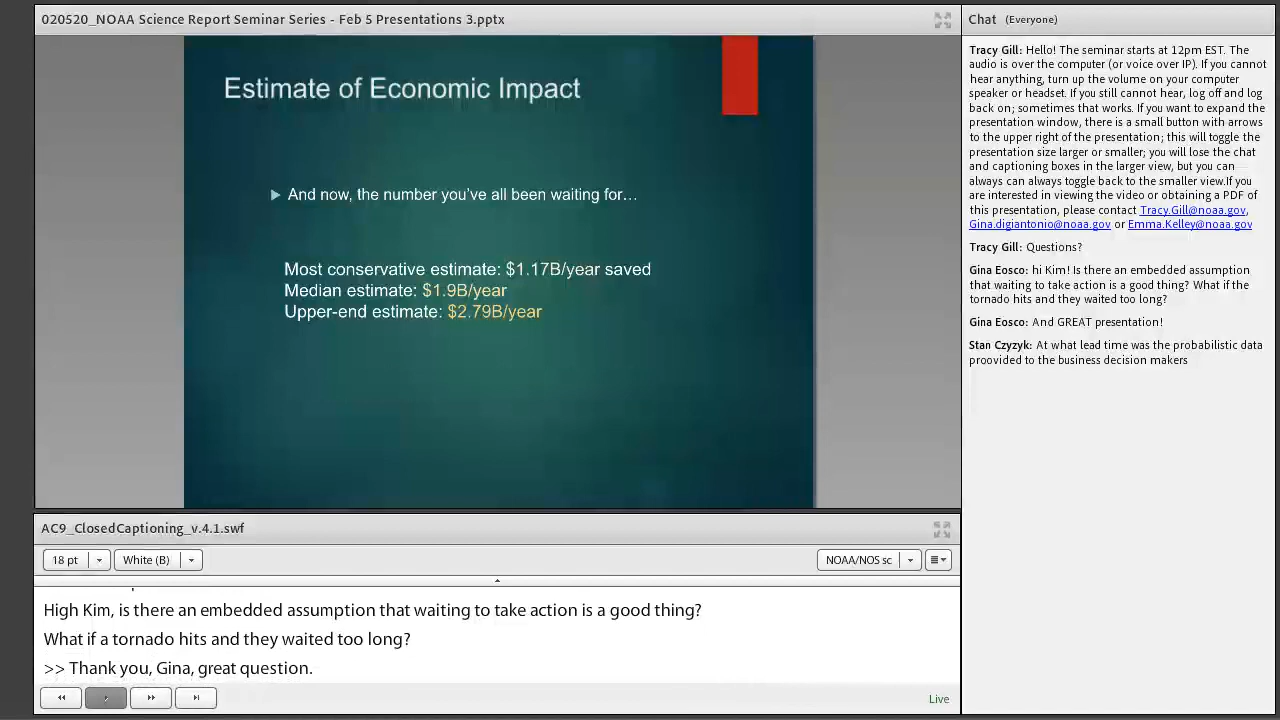 020520_NOAA Science Report Seminar Series - Feb 5 Presentations 3.pptx
Estimate of Economic Impact
And now, the number you've all been waiting for…
Most conservative estimate: $1.17B/year saved
Median estimate: $1.9B/year
Upper-end estimate: $2.79B/year
AC9_ClosedCaptioning_v.4.1.swf
18 pt
White (B)
NOAA/NOS sc
High Kim, is there an embedded assumption that waiting to take action is a good thing?
What if a tornado hits and they waited too long?
>> Thank you, Gina, great question.
Live
Chat (Everyone)
Tracy Gill: Hello! The seminar starts at 12pm EST. The
audio is over the computer (or voice over IP). If you cannot
hear anything, turn up the volume on your computer
speaker or headset. If you still cannot hear, log off and log
back on; sometimes that works. If you want to expand the
presentation window, there is a small button with arrows
to the upper right of the presentation; this will toggle the
presentation size larger or smaller; you will lose the chat
and captioning boxes in the larger view, but you can
always can always toggle back to the smaller view.If you
are interested in viewing the video or obtaining a PDF of
this presentation, please contact Tracy.Gill@noaa.gov,
Gina.digiantonio@noaa.gov or Emma.Kelley@noaa.gov
Tracy Gill: Questions?
Gina Eosco: hi Kim! Is there an embedded assumption
that waiting to take action is a good thing? What if the
tornado hits and they waited too long?
Gina Eosco: And GREAT presentation!
Stan Czyzyk: At what lead time was the probabilistic data
proovided to the business decision makers